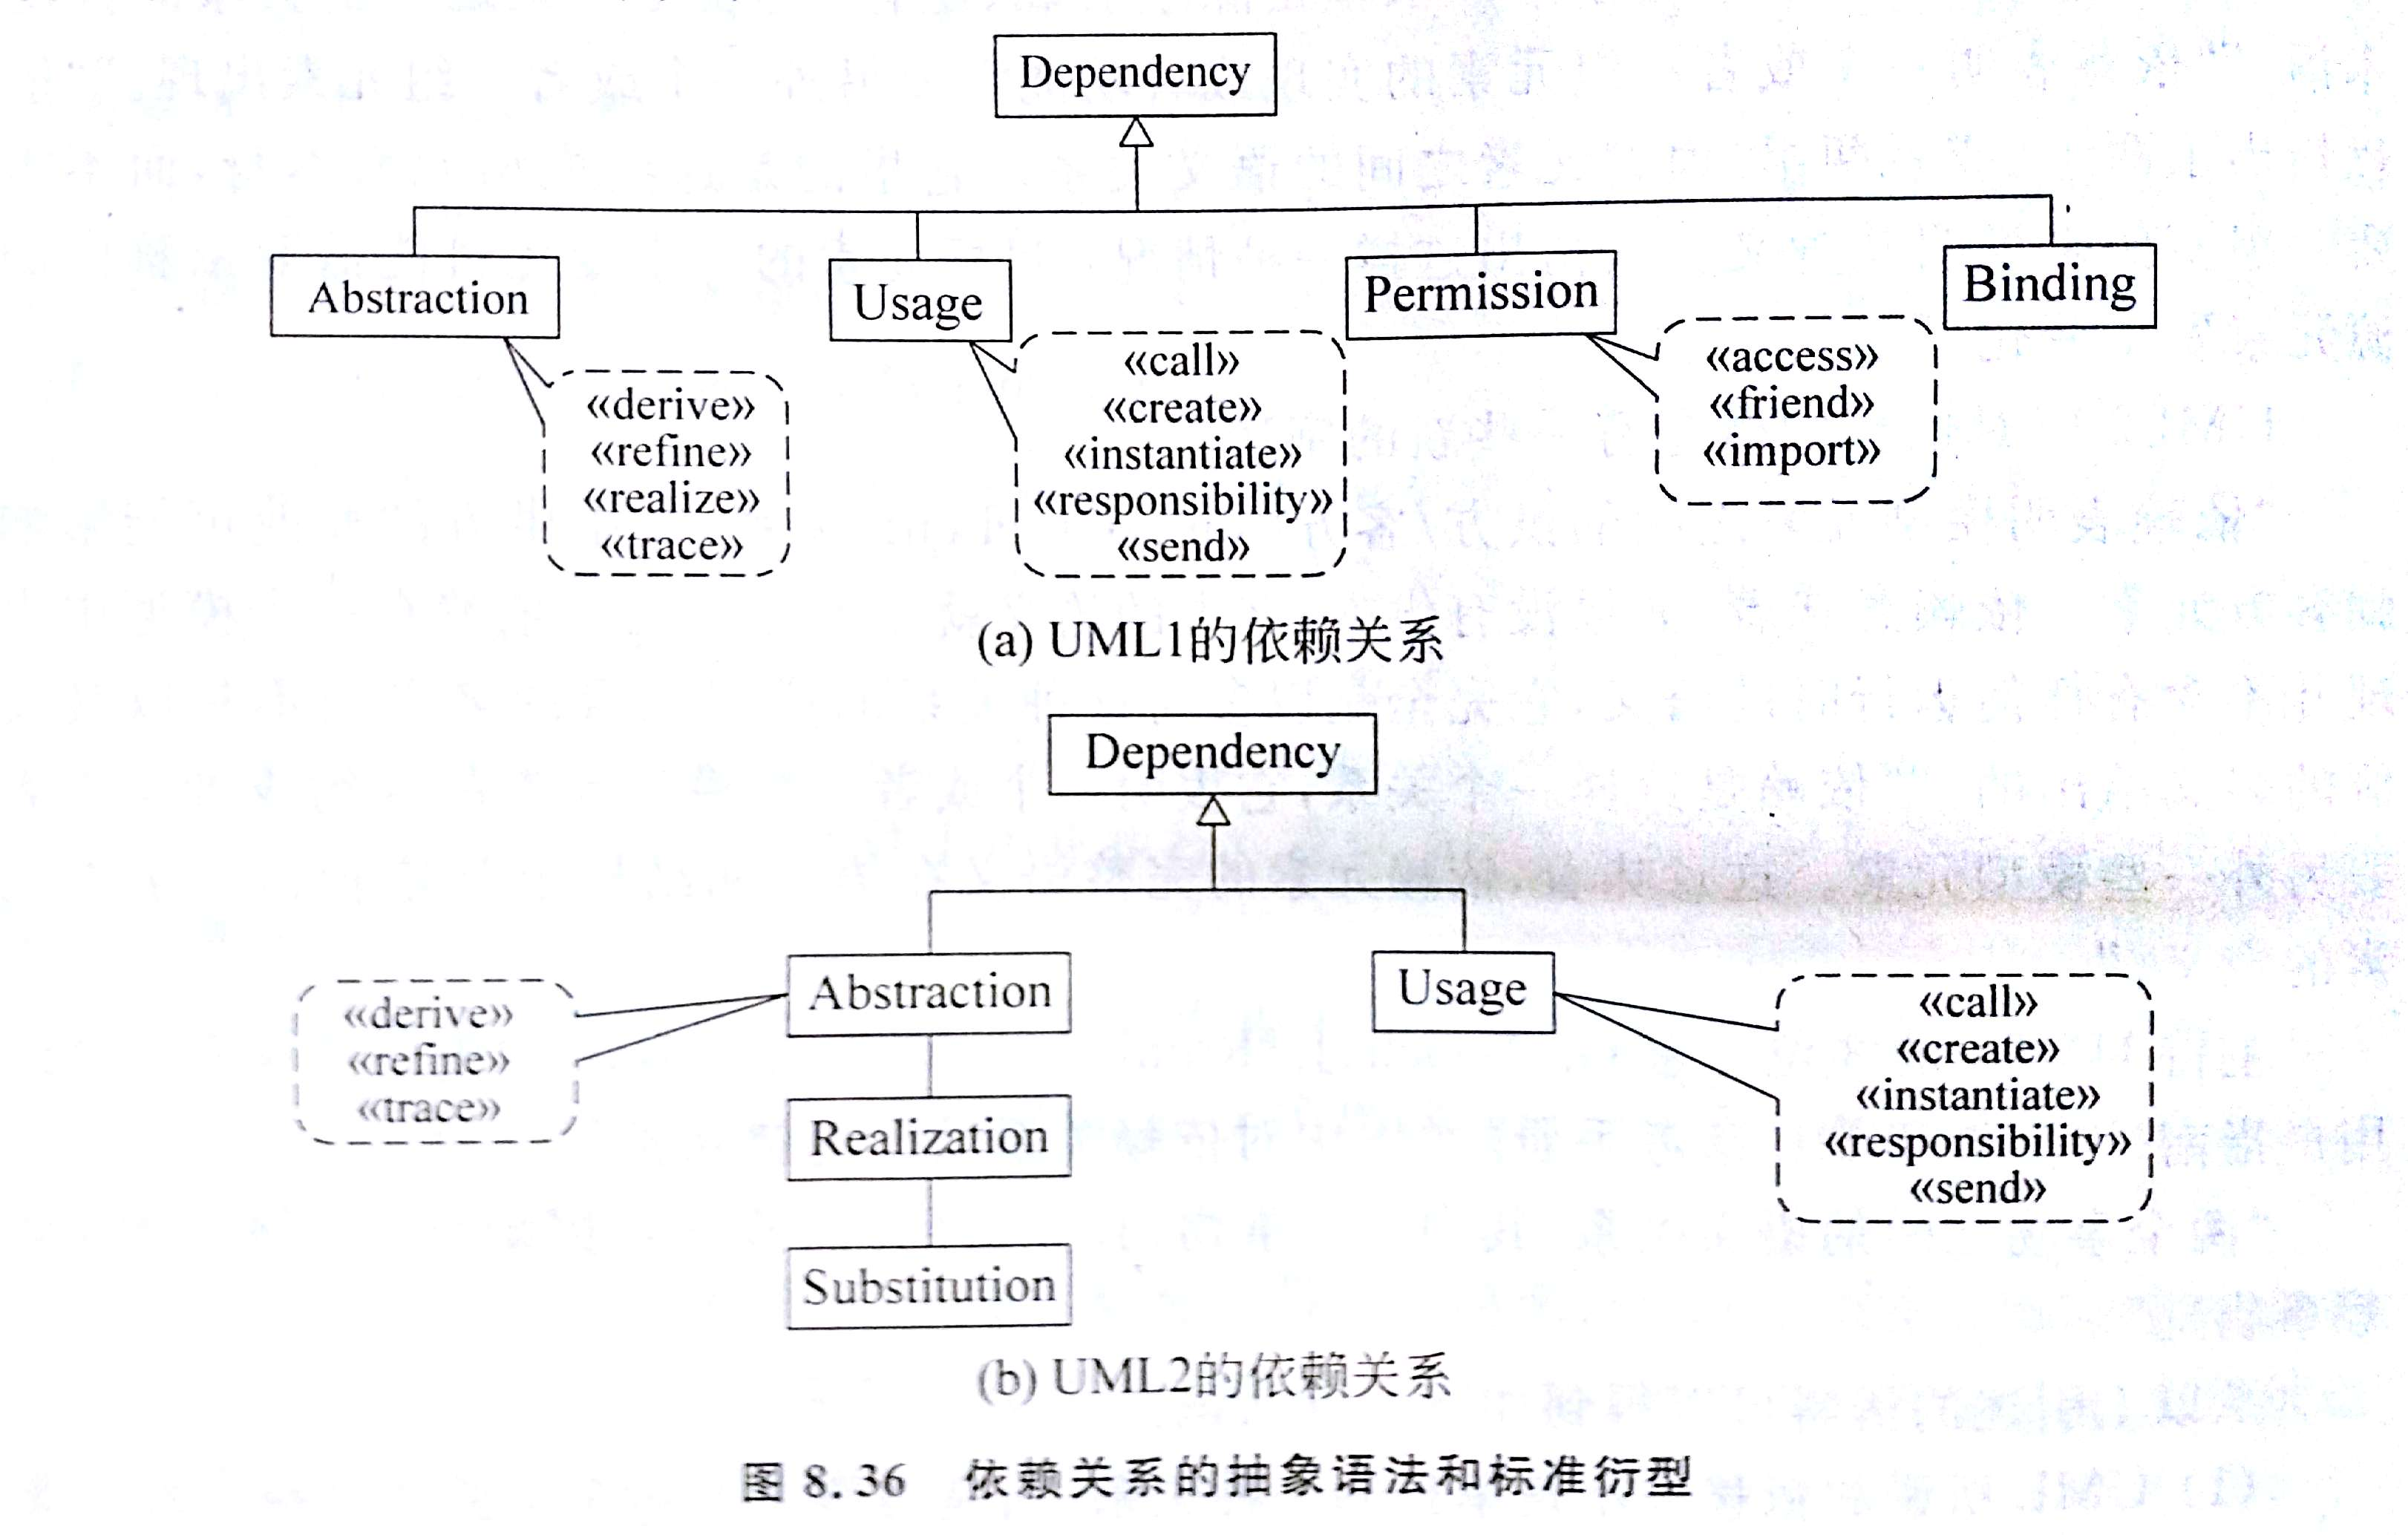 Dependency
Abstraction
Usage
Permission
Binding
«derive»
«refine»
«realize»
«trace»
«call»
«create»
«instantiate»
«responsibility»
«send»
«access»
«friend»
«import»
(a) UML1的依赖关系
Dependency
Abstraction
Usage
«derive»
«refine»
«trace»
Realization
Substitution
«call»
«create»
«instantiate»
«responsibility»
«send»
(b) UML2的依赖关系
图 8.36 依赖关系的抽象语法和标准衍型